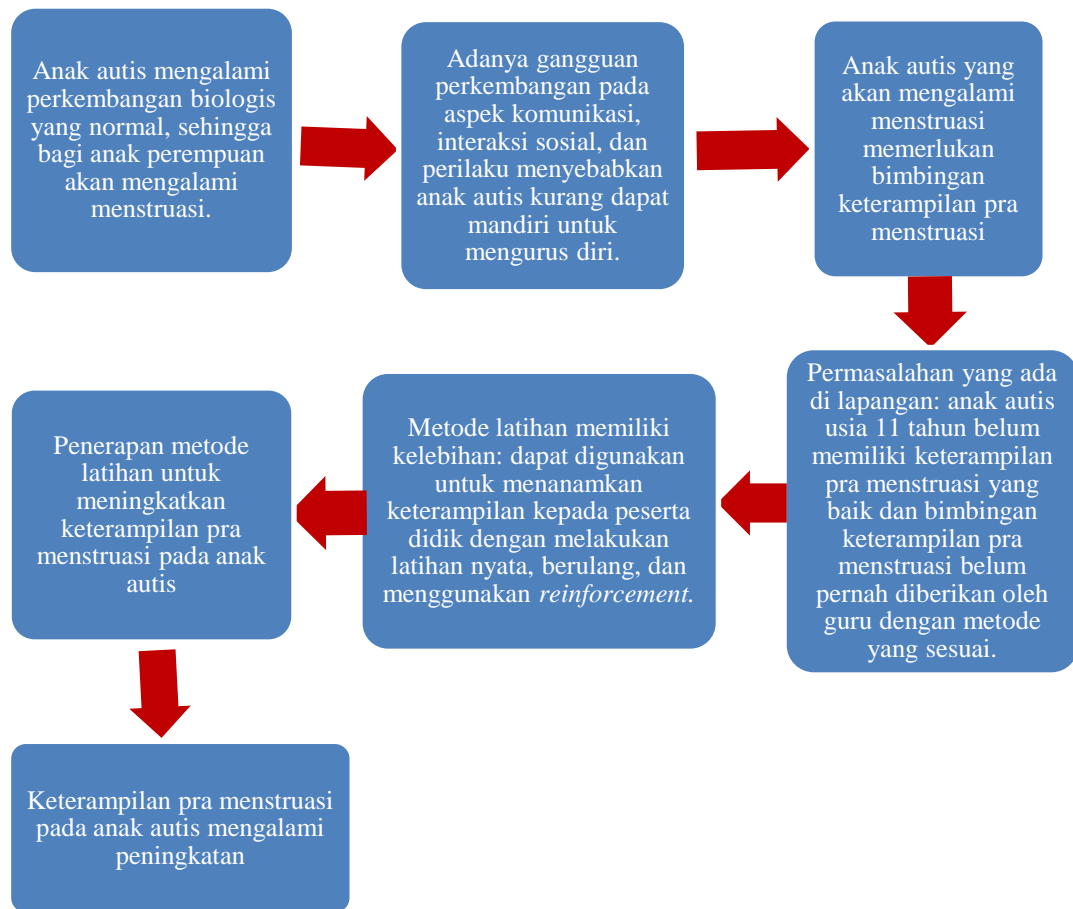 Anak autis mengalami
perkembangan biologis
yang normal, sehingga
bagi anak perempuan
akan mengalami
menstruasi.
Adanya gangguan
perkembangan pada
aspek komunikasi,
interaksi sosial, dan
perilaku menyebabkan
anak autis kurang dapat
mandiri untuk
mengurus diri.
Anak autis yang
akan mengalami
menstruasi
memerlukan
bimbingan
keterampilan pra
menstruasi
Permasalahan yang ada
di lapangan: anak autis
usia 11 tahun belum
memiliki keterampilan
pra menstruasi yang
baik dan bimbingan
keterampilan pra
menstruasi belum
pernah diberikan oleh
guru dengan metode
yang sesuai.
Metode latihan memiliki
kelebihan: dapat digunakan
untuk menanamkan
keterampilan kepada peserta
didik dengan melakukan
latihan nyata, berulang, dan
menggunakan reinforcement.
Penerapan metode
latihan untuk
meningkatkan
keterampilan pra
menstruasi pada anak
autis
Keterampilan pra menstruasi
pada anak autis mengalami
peningkatan